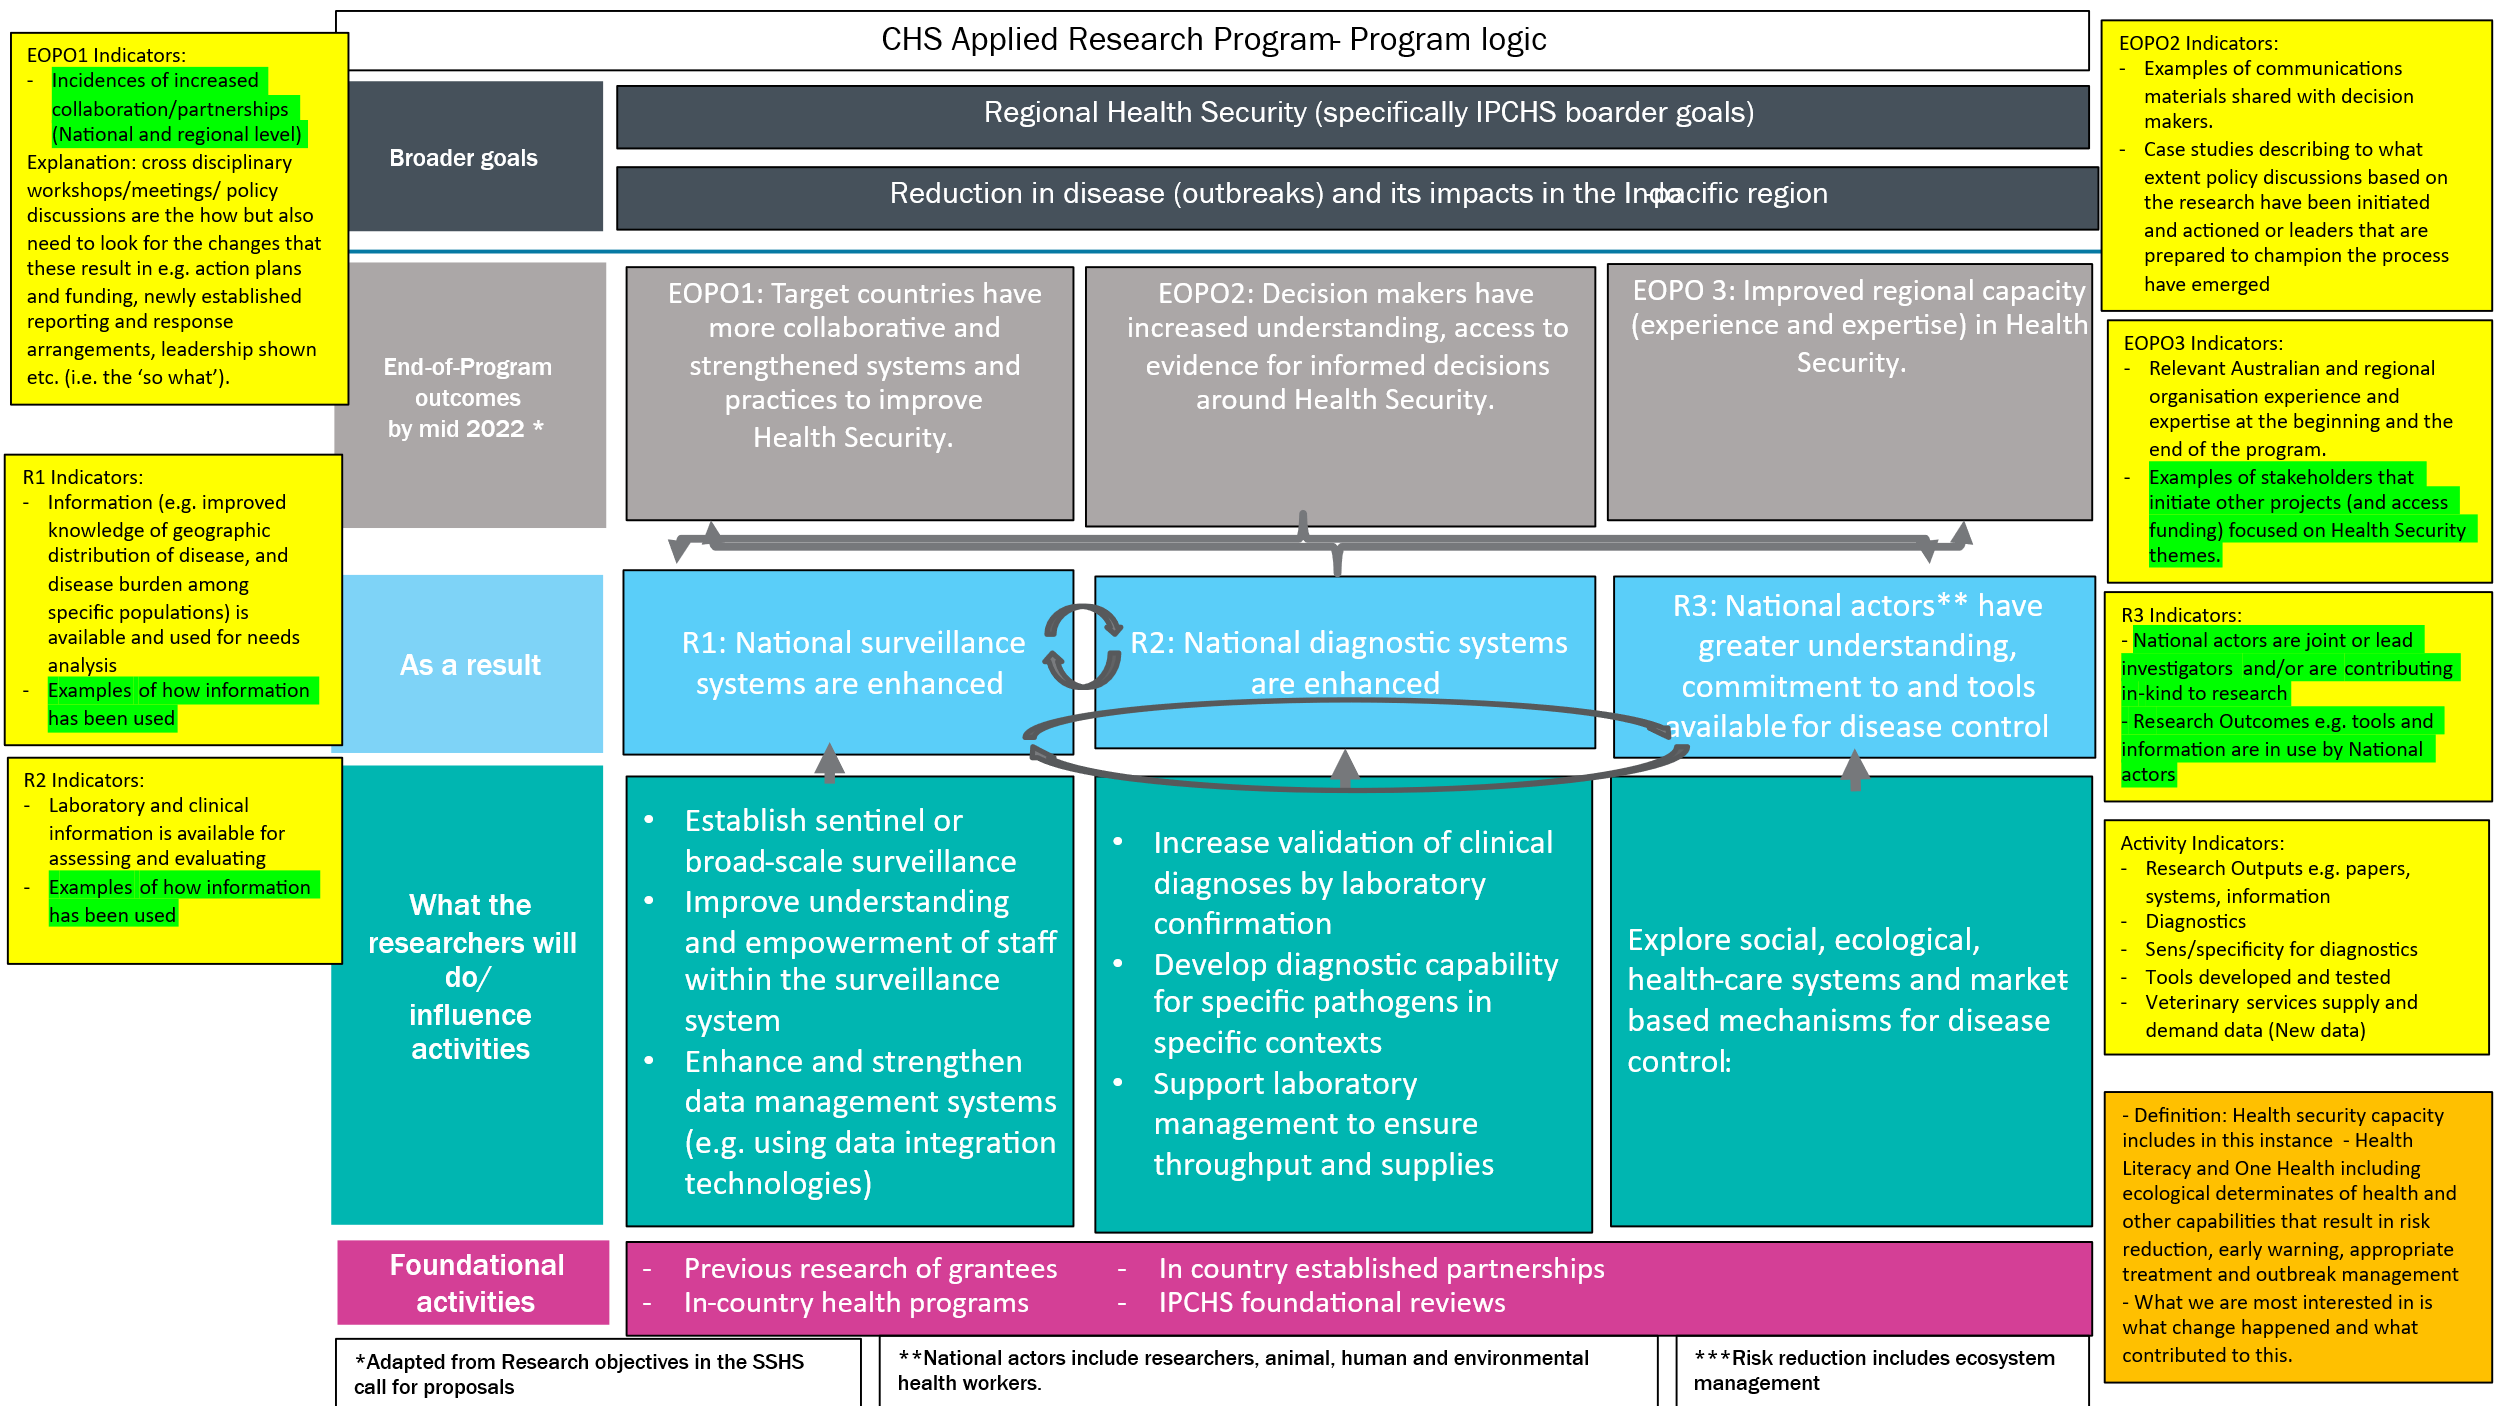 CHS Applied Research Program- Program logic
EOPO1 Indicators:
- Incidences of increased
collaboration/partnerships
(National and regional level)
Explanation: cross disciplinary
workshops/meetings/ policy
discussions are the how but also
need to look for the changes that
these result in e.g. action plans
and funding, newly established
reporting and response
arrangements, leadership shown
etc. (i.e. the ‘so what’).
R1 Indicators:
- Information (e.g. improved
knowledge of geographic
distribution of disease, and
disease burden among
specific populations) is
available and used for needs
analysis
- Examples of how information
has been used
R2 Indicators:
- Laboratory and clinical
information is available for
assessing and evaluating
- Examples of how information
has been used
Broader goals
Regional Health Security (specifically IPCHS boarder goals)
Reduction in disease (outbreaks) and its impacts in the Indo-pacific region
End-of-Program
outcomes
by mid 2022 *
EOPO1: Target countries have
more collaborative and
strengthened systems and
practices to improve
Health Security.
EOPO2: Decision makers have
increased understanding, access to
evidence for informed decisions
around Health Security.
EOPO 3: Improved regional capacity
(experience and expertise) in Health
Security.
As a result
R1: National surveillance
systems are enhanced
R2: National diagnostic systems
are enhanced
R3: National actors** have
greater understanding,
commitment to and tools
available for disease control
What the
researchers will
do/
influence
activities
• Establish sentinel or
broad-scale surveillance
• Improve understanding
and empowerment of staff
within the surveillance
system
• Enhance and strengthen
data management systems
(e.g. using data integration
technologies)
• Increase validation of clinical
diagnoses by laboratory
confirmation
• Develop diagnostic capability
for specific pathogens in
specific contexts
• Support laboratory
management to ensure
throughput and supplies
Explore social, ecological,
health-care systems and market-
based mechanisms for disease
control:
Foundational
activities
- Previous research of grantees
- In-country health programs
- In country established partnerships
- IPCHS foundational reviews
*Adapted from Research objectives in the SSHS
call for proposals
**National actors include researchers, animal, human and environmental
health workers.
***Risk reduction includes ecosystem
management
EOPO2 Indicators:
- Examples of communications
materials shared with decision
makers.
- Case studies describing to what
extent policy discussions based on
the research have been initiated
and actioned or leaders that are
prepared to champion the process
have emerged
EOPO3 Indicators:
- Relevant Australian and regional
organisation experience and
expertise at the beginning and the
end of the program.
- Examples of stakeholders that
initiate other projects (and access
funding) focused on Health Security
themes.
R3 Indicators:
- National actors are joint or lead
investigators and/or are contributing
in-kind to research
- Research Outcomes e.g. tools and
information are in use by National
actors
Activity Indicators:
- Research Outputs e.g. papers,
systems, information
- Diagnostics
- Sens/specificity for diagnostics
- Tools developed and tested
- Veterinary services supply and
demand data (New data)
- Definition: Health security capacity
includes in this instance - Health
Literacy and One Health including
ecological determinates of health and
other capabilities that result in risk
reduction, early warning, appropriate
treatment and outbreak management
- What we are most interested in is
what change happened and what
contributed to this.